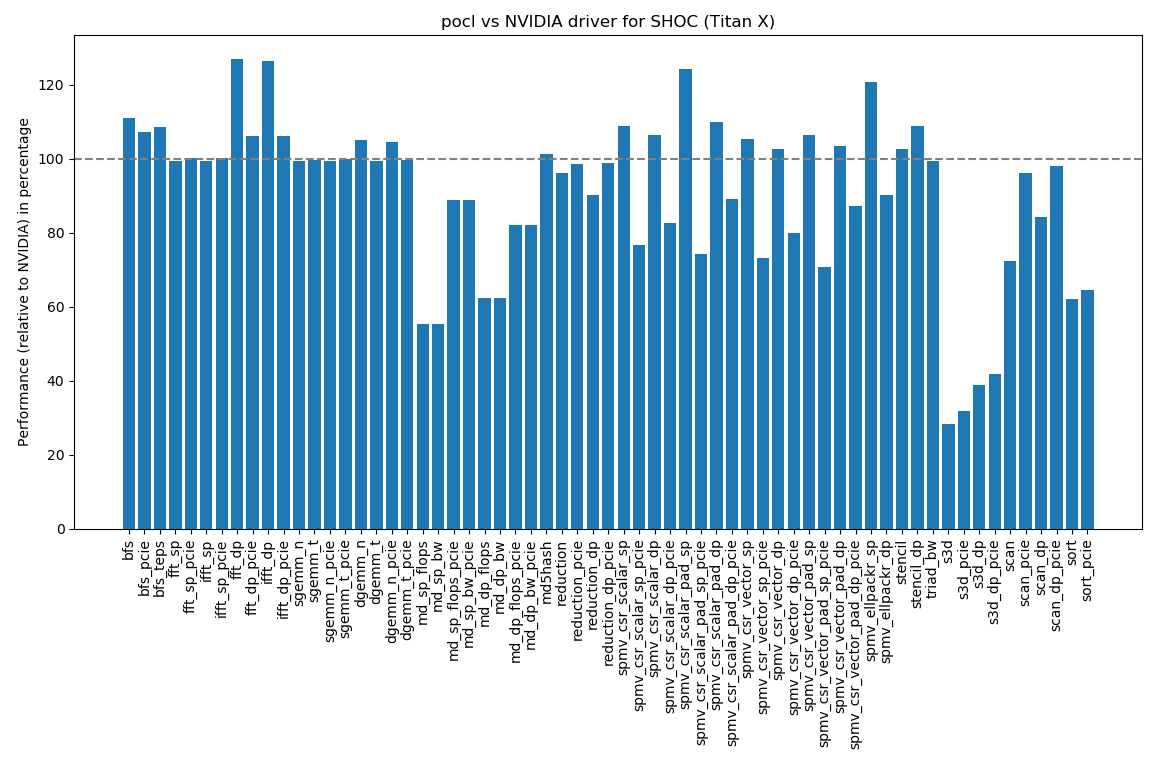 pocl vs NVIDIA driver for SHOC (Titan X)
Performance (relative to NVIDIA) in percentage
120
100
80
60
40
20
0
bfs
bfs_pcie
bfs_teps
fft_sp
fft_sp_pcie
ifft_sp
ifft_sp_pcie
fft_dp
fft_dp_pcie
ifft_dp
ifft_dp_pcie
sgemm_n
sgemm_t
sgemm_n_pcie
sgemm_t_pcie
dgemm_n
dgemm_t
dgemm_n_pcie
dgemm_t_pcie
md_sp_flops
md_sp_bw
md_sp_flops_pcie
md_sp_bw_pcie
md_dp_flops
md_dp_bw
md_dp_flops_pcie
md_dp_bw_pcie
md5hash
reduction
reduction_pcie
reduction_dp
reduction_dp_pcie
spmv_csr_scalar_sp
spmv_csr_scalar_sp_pcie
spmv_csr_scalar_dp
spmv_csr_scalar_dp_pcie
spmv_csr_scalar_pad_sp
spmv_csr_scalar_pad_sp_pcie
spmv_csr_scalar_pad_dp
spmv_csr_scalar_pad_dp_pcie
spmv_csr_vector_sp
spmv_csr_vector_sp_pcie
spmv_csr_vector_dp
spmv_csr_vector_dp_pcie
spmv_csr_vector_pad_sp
spmv_csr_vector_pad_sp_pcie
spmv_csr_vector_pad_dp
spmv_csr_vector_pad_dp_pcie
spmv_ellpackr_sp
spmv_ellpackr_dp
stencil
stencil_dp
triad_bw
s3d
s3d_pcie
s3d_dp
s3d_dp_pcie
scan
scan_pcie
scan_dp
scan_dp_pcie
sort
sort_pcie